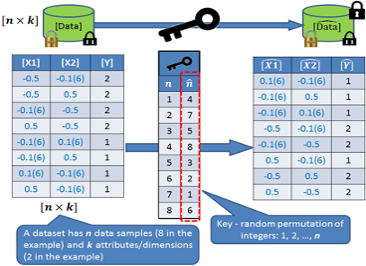 [n × k]
[Data]
[Data]
[X1] [X2] [Y]
-0.5 -0.1(6) 2
-0.5 0.5 2
-0.1(6) -0.5 2
0.5 -0.5 2
-0.1(6) 0.1(6) 1
-0.1(6) 0.5 1
0.1(6) -0.1(6) 1
0.5 -0.1(6) 1
[n × k]
n n̂
1 4
2 7
3 5
4 8
5 3
6 2
7 1
8 6
[X1] [X2] [Y]
0.1(6) -0.1(6) 1
-0.1(6) 0.5 1
-0.1(6) 0.1(6) 1
-0.5 -0.1(6) 2
-0.1(6) -0.5 2
0.5 -0.1(6) 1
-0.5 0.5 2
0.5 -0.5 2
A dataset has n data samples (8 in
the example) and k attributes/dimensions
(2 in the example)
Key - random permutation of
integers: 1, 2, ..., n